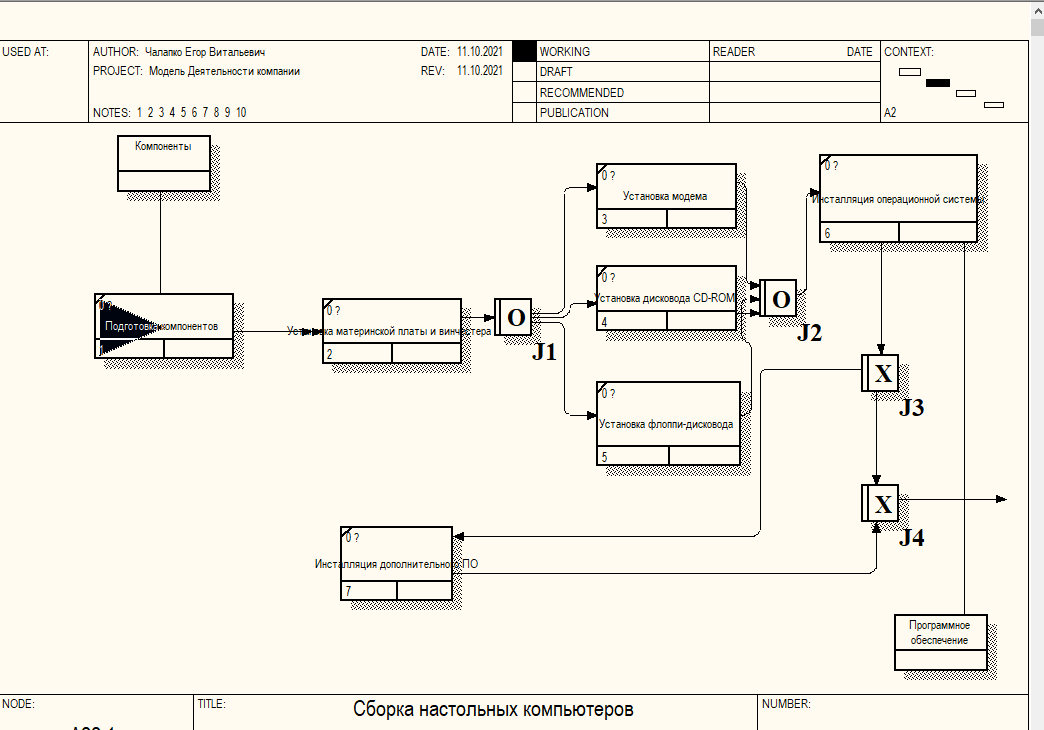 USED AT:
AUTHOR: Чалапко Егор Витальевич
DATE: 11.10.2021
PROJECT: Модель Деятельности компании
REV: 11.10.2021
NOTES: 1 2 3 4 5 6 7 8 9 10
WORKING
DRAFT
RECOMMENDED
PUBLICATION
READER DATE
CONTEXT:
A2
Компоненты
0 ?
Подготовка компонентов
1
0 ?
Установка материнской платы и винчестера
2
O
J1
0 ?
Установка модема
3
0 ?
Установка дисковода CD-ROM
4
0 ?
Установка флоппи-дисковода
5
O
J2
0 ?
Инсталляция операционной системы
6
X
J3
X
J4
0 ?
Инсталляция дополнительного ПО
7
Программное
обеспечение
NODE:
TITLE:
Сборка настольных компьютеров
NUMBER: